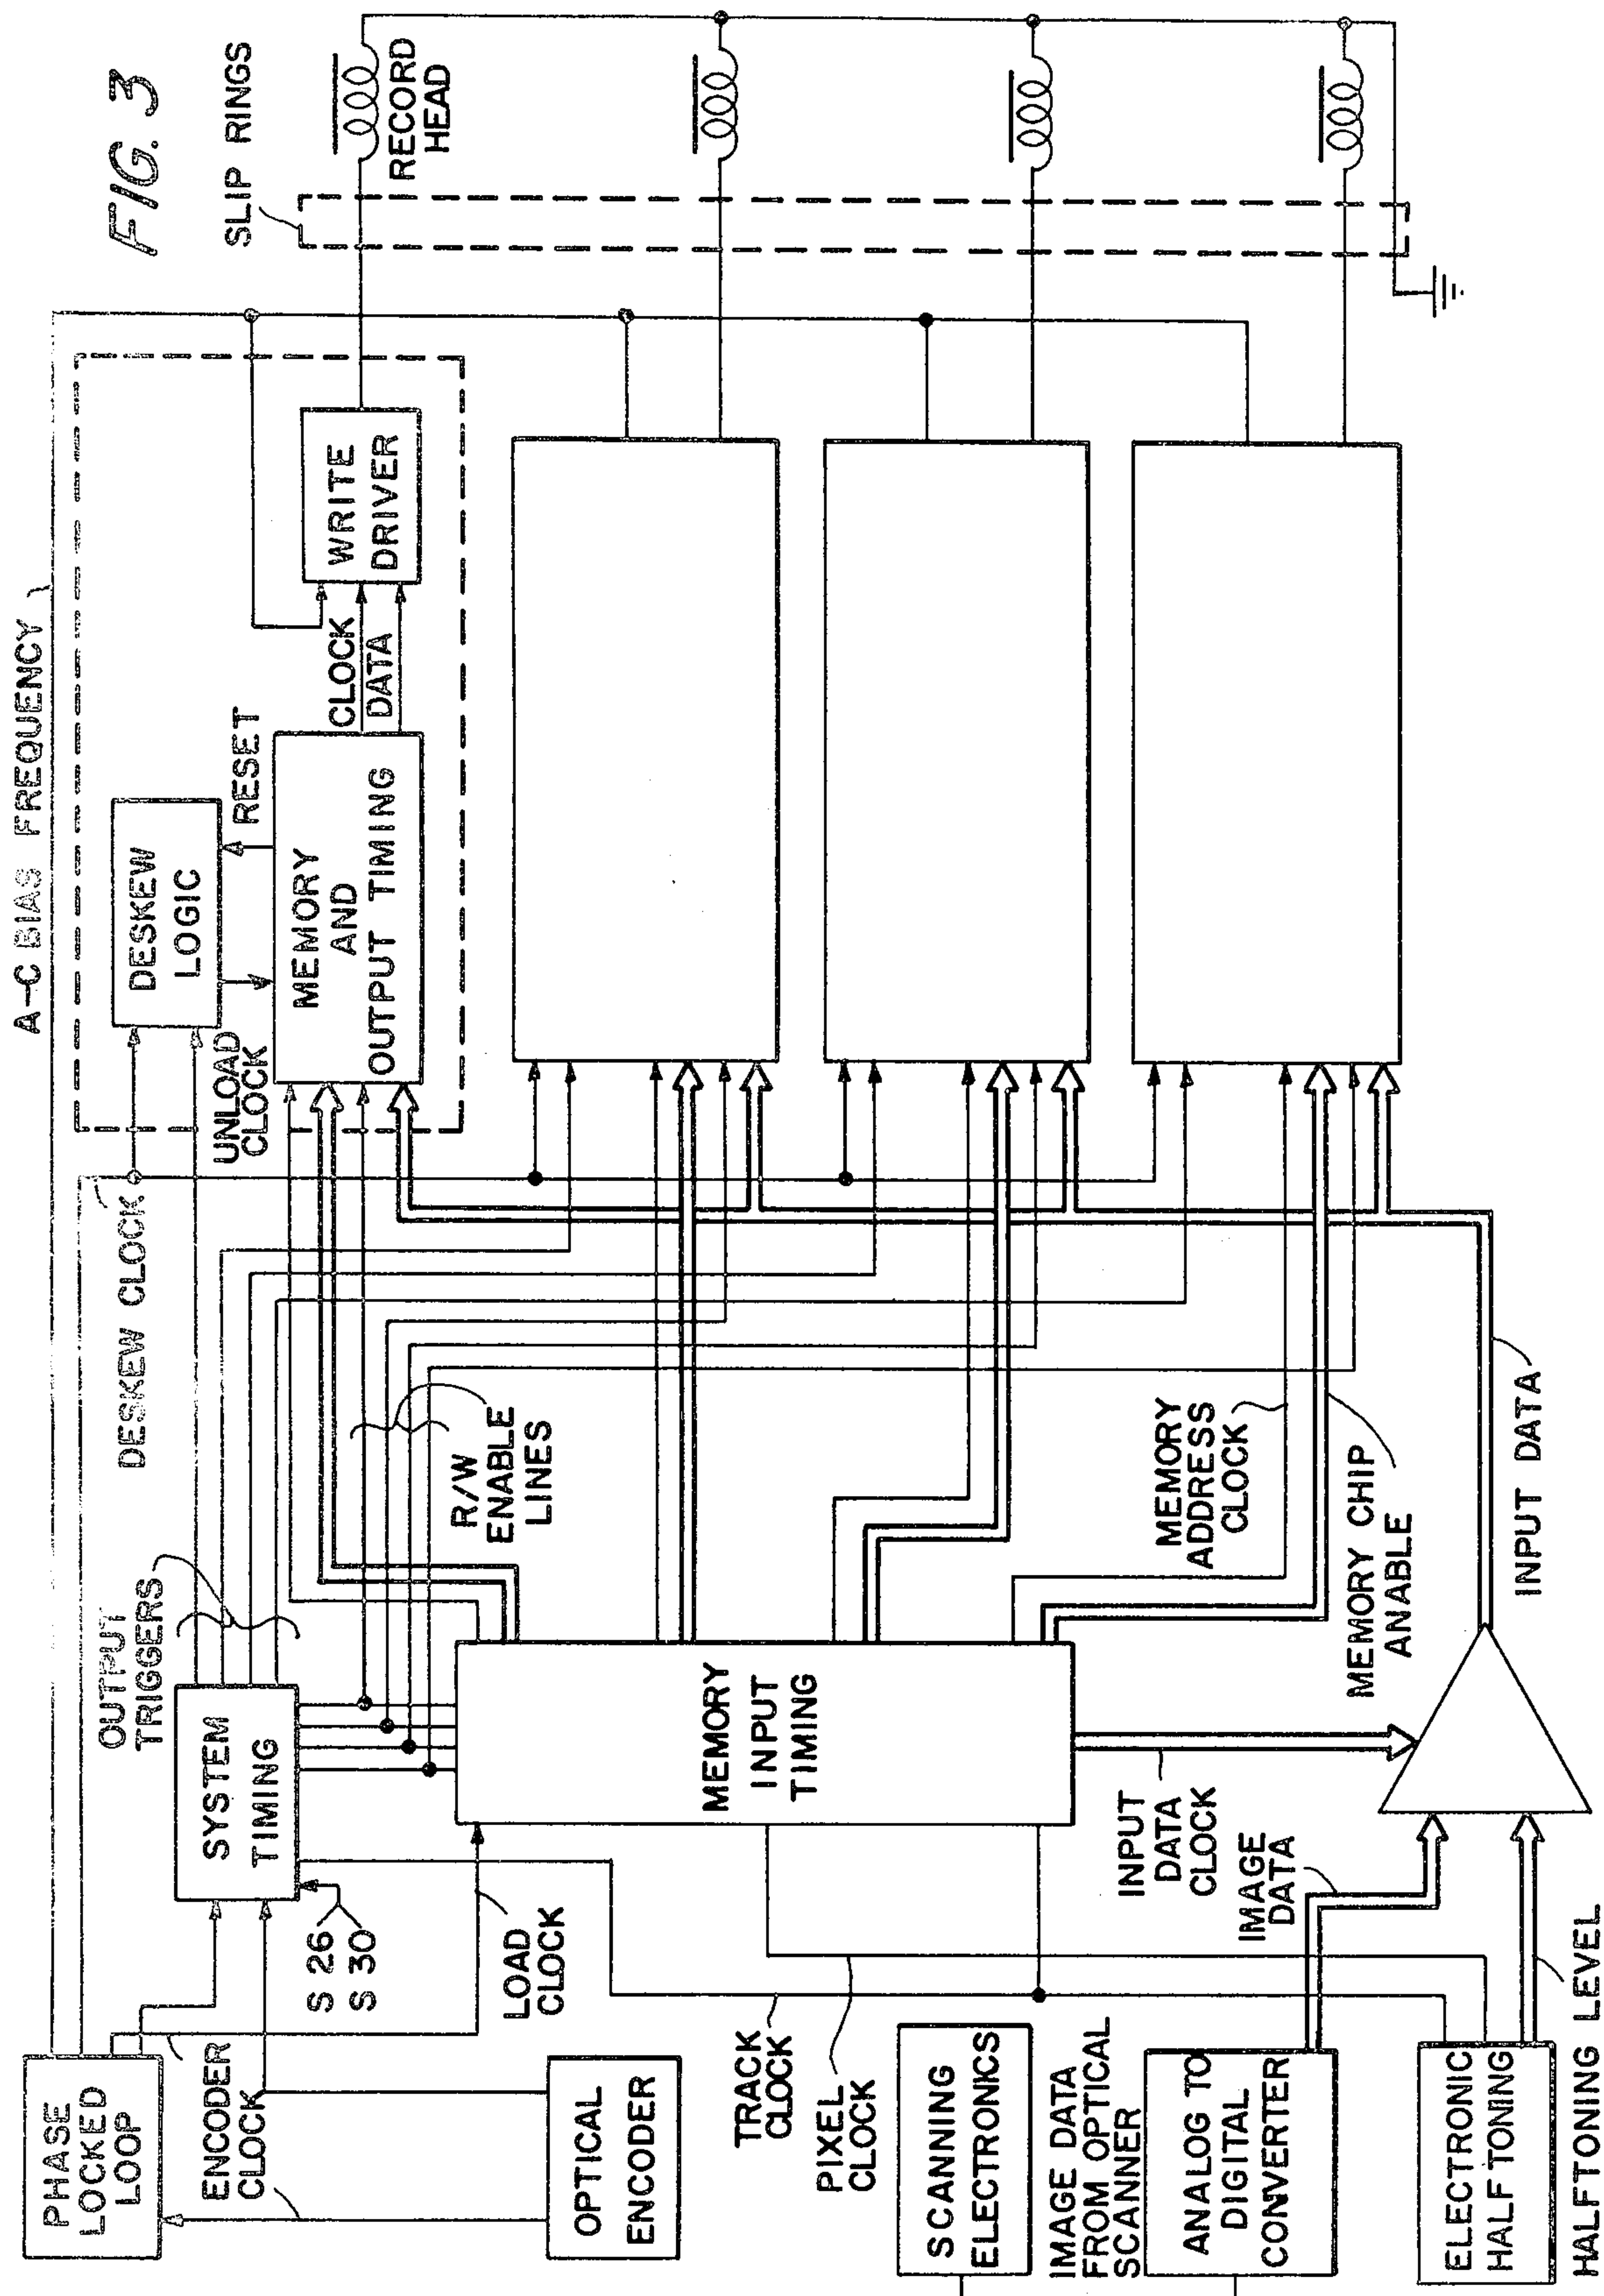 FIG. 3
A-C BIAS FREQUENCY
SLIP RINGS
RECORD
HEAD
WRITE
DRIVER
CLOCK
DATA
RESET
DESKEW
LOGIC
MEMORY
AND
OUTPUT TIMING
UNLOAD
CLOCK
DESKEW CLOCK
OUTPUT
TRIGGERS
R/W
ENABLE
LINES
SYSTEM
TIMING
MEMORY
INPUT
TIMING
MEMORY
ADDRESS
CLOCK
MEMORY CHIP
ANABLE
INPUT DATA
INPUT
DATA
CLOCK
IMAGE
DATA
S 26
S 30
LOAD
CLOCK
PHASE
LOCKED
LOOP
ENCODER
CLOCK
OPTICAL
ENCODER
TRACK
CLOCK
PIXEL
CLOCK
SCANNING
ELECTRONICS
IMAGE DATA
FROM OPTICAL
SCANNER
ANALOG TO
DIGITAL
CONVERTER
ELECTRONIC
HALF TONING
HALFTONING LEVEL